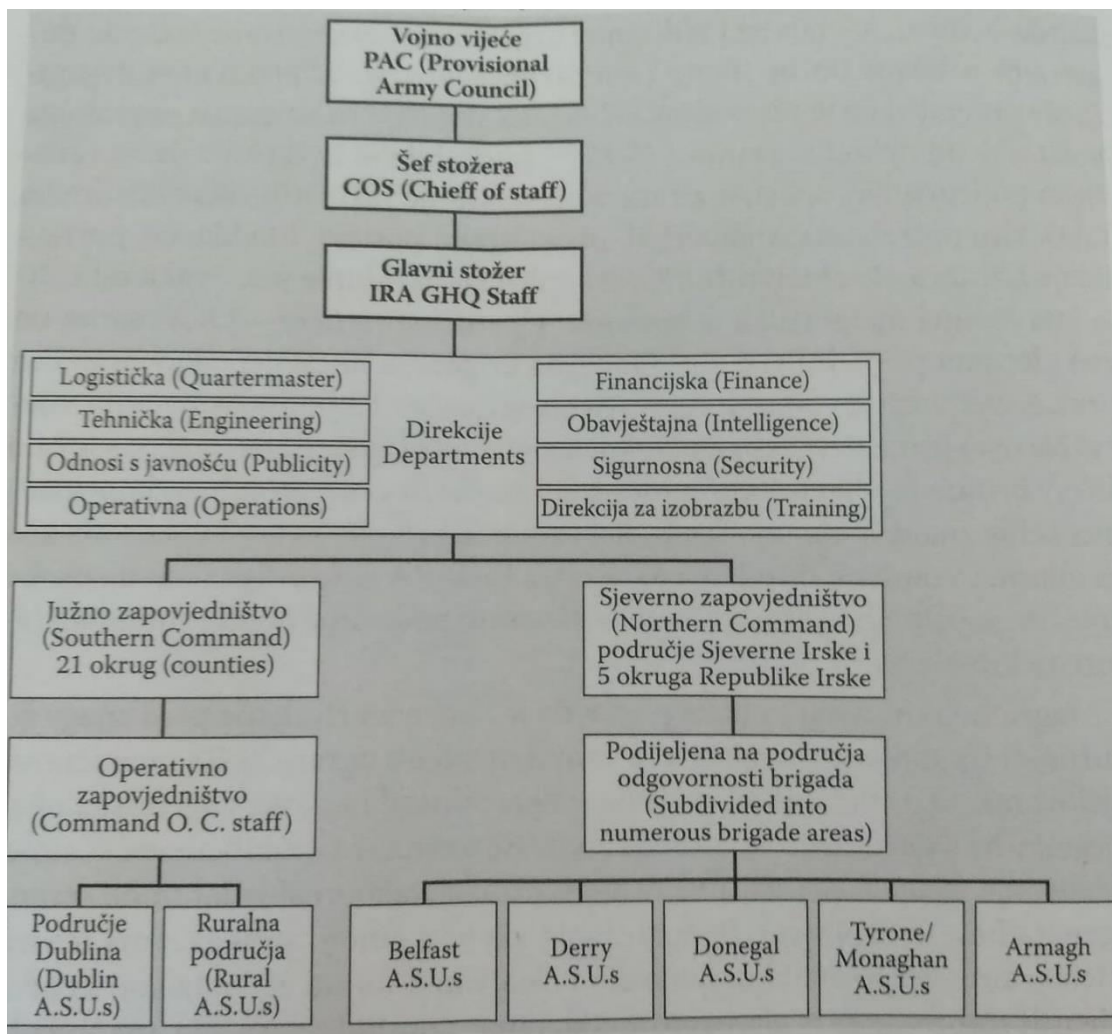 Vojno vijeće
PAC (Provisional
Army Council)
Šef stožera
COS (Chieff of staff)
Glavni stožer
IRA GHQ Staff
Logistička (Quartermaster)
Tehnička (Engineering)
Odnosi s javnošću (Publicity)
Operativna (Operations)
Direkcije
Departments
Financijska (Finance)
Obavještajna (Intelligence)
Sigurnosna (Security)
Direkcija za izobrazbu (Training)
Južno zapovjedništvo
(Southern Command)
21 okrug (counties)
Sjeverno zapovjedništvo
(Northern Command)
područje Sjeverne Irske i
5 okruga Republike Irske
Operativno
zapovjedništvo
(Command O. C. staff)
Podijeljena na područja
odgovornosti brigada
(Subdivided into
numerous brigade areas)
Područje
Dublina
(Dublin
A.S.U.s)
Ruralna
područja
(Rural
A.S.U.s)
Belfast
A.S.U.s
Derry
A.S.U.s
Donegal
A.S.U.s
Tyrone/
Monaghan
A.S.U.s
Armagh
A.S.U.s